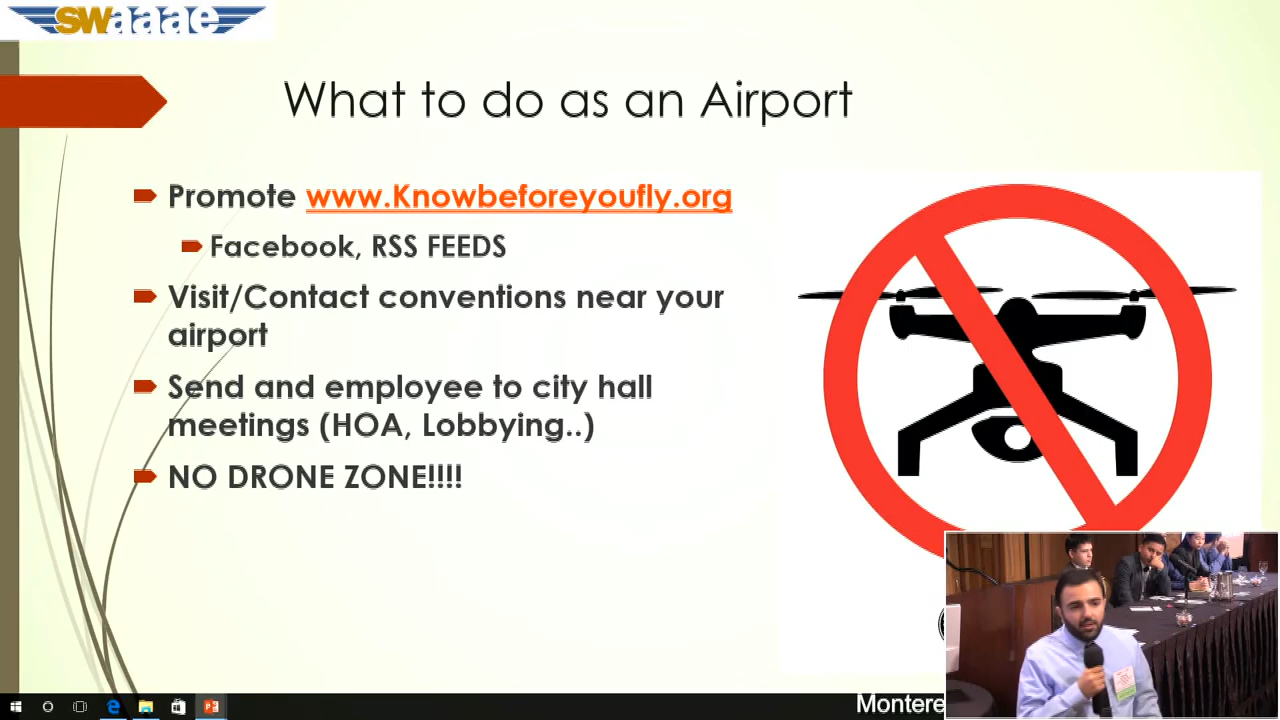 swaaae
What to do as an Airport
Promote www.Knowbeforeyoufly.org
Facebook, RSS FEEDS
Visit/Contact conventions near your
airport
Send and employee to city hall
meetings (HOA, Lobbying..)
NO DRONE ZONE!!!!
Montere